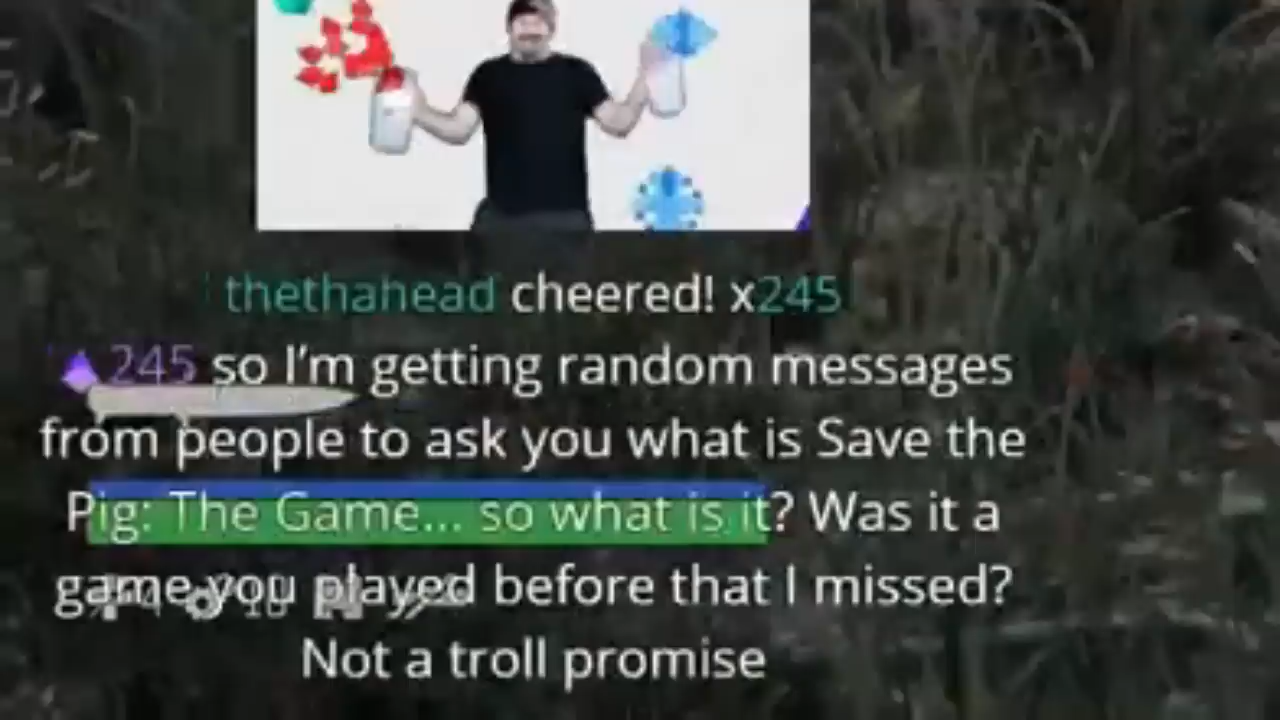 thethahead cheered! x245
245 so I'm getting random messages
from people to ask you what is Save the
Pig: The Game... so what is it? Was it a
game you played before that I missed?
Not a troll promise